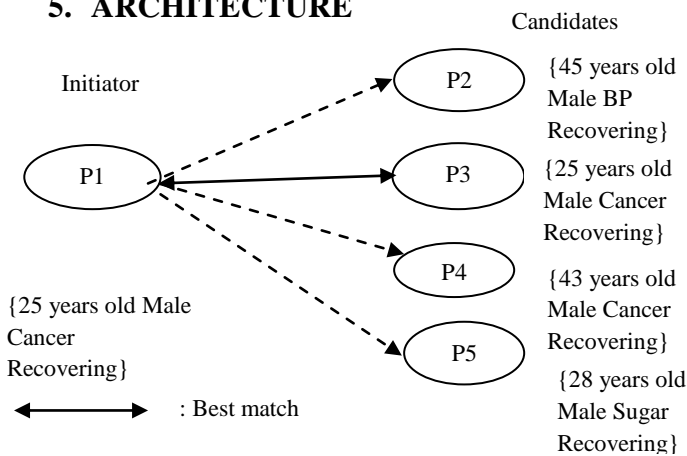 5. ARCHITECTURE
Candidates
Initiator
P1
P2
{45 years old
Male BP
Recovering}
P3
{25 years old
Male Cancer
Recovering}
P4
{43 years old
Male Cancer
Recovering}
P5
{28 years old
Male Sugar
Recovering}
{25 years old Male
Cancer
Recovering}
: Best match